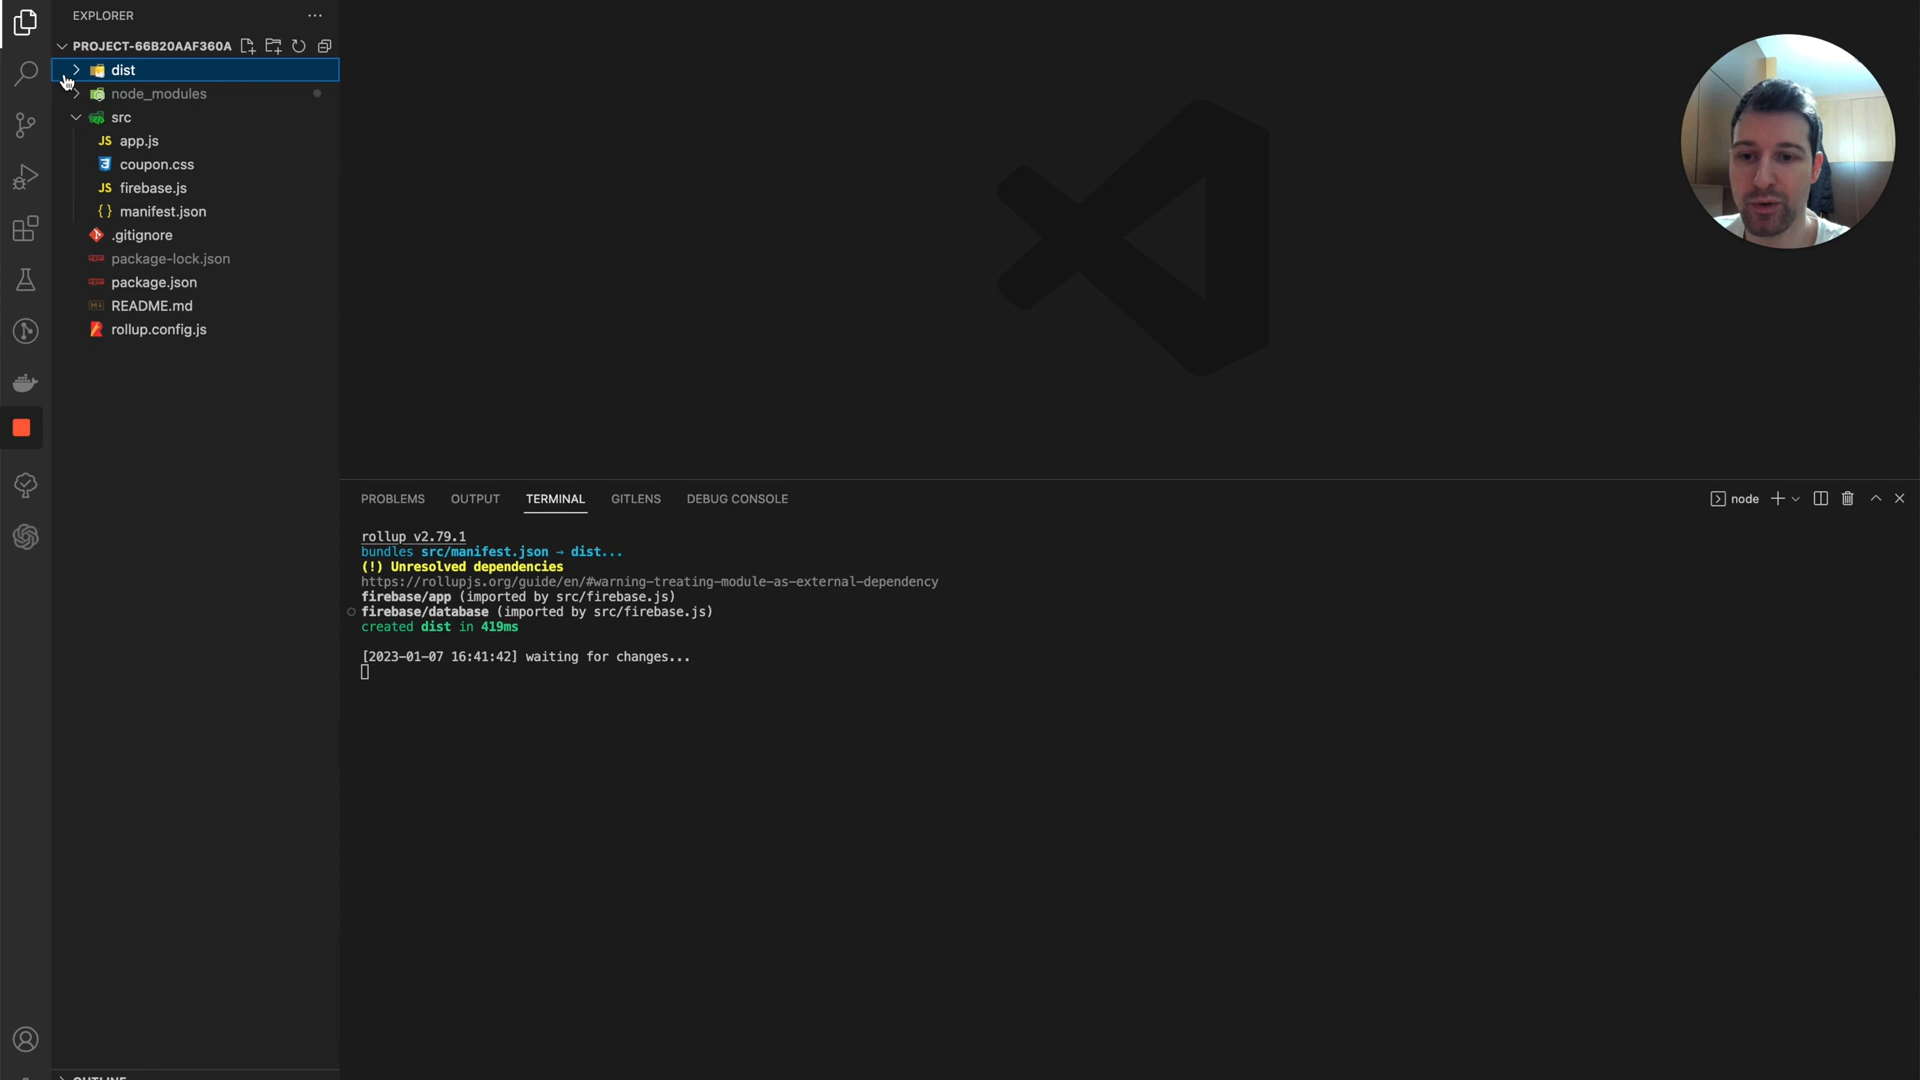 EXPLORER
PROJECT-66B20AAF360A
dist
node_modules
src
JS app.js
coupon.css
JS firebase.js
{} manifest.json
.gitignore
package-lock.json
package.json
README.md
rollup.config.js
PROBLEMS OUTPUT TERMINAL GITLENS DEBUG CONSOLE
node
rollup v2.79.1
bundles src/manifest.json → dist...
(!) Unresolved dependencies
https://rollupjs.org/guide/en/#warning-treating-module-as-external-dependency
firebase/app (imported by src/firebase.js)
firebase/database (imported by src/firebase.js)
created dist in 419ms
[2023-01-07 16:41:42] waiting for changes...
OUTLINE